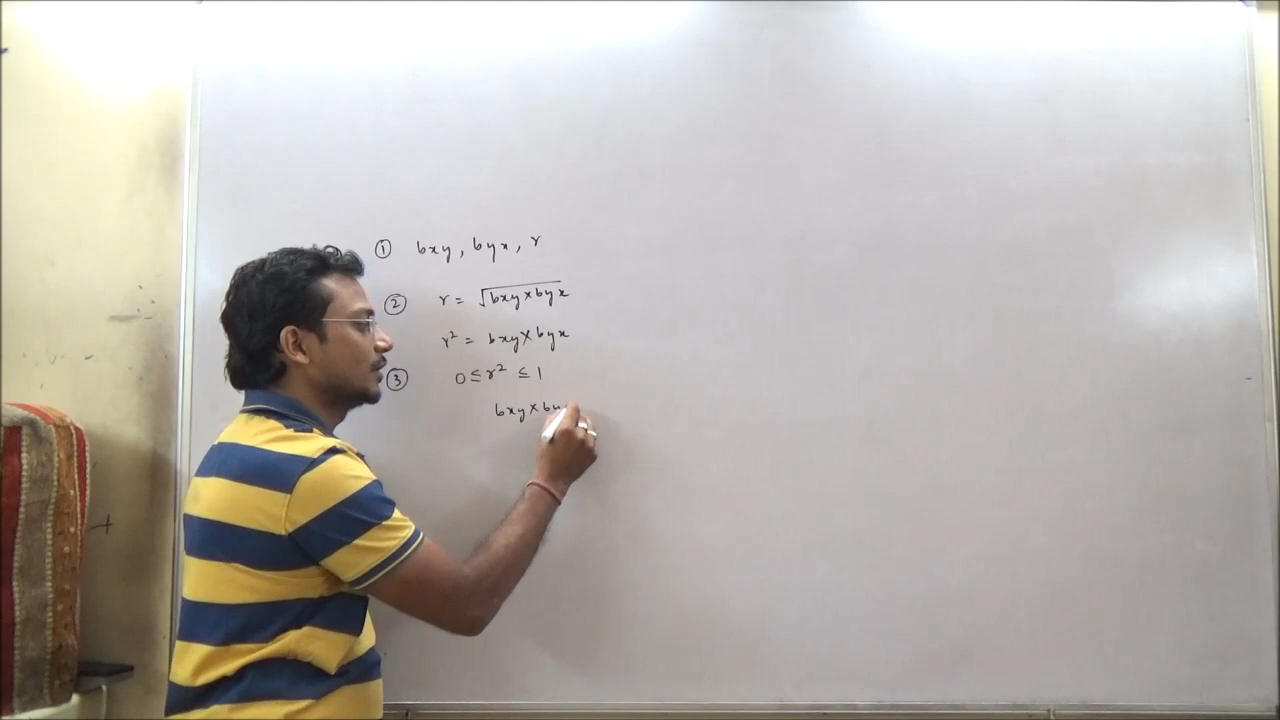 ① bxy, byx, r
② r = √bxy×byx
r² = bxy×byx
③ 0 ≤ r² ≤ 1
bxy×by